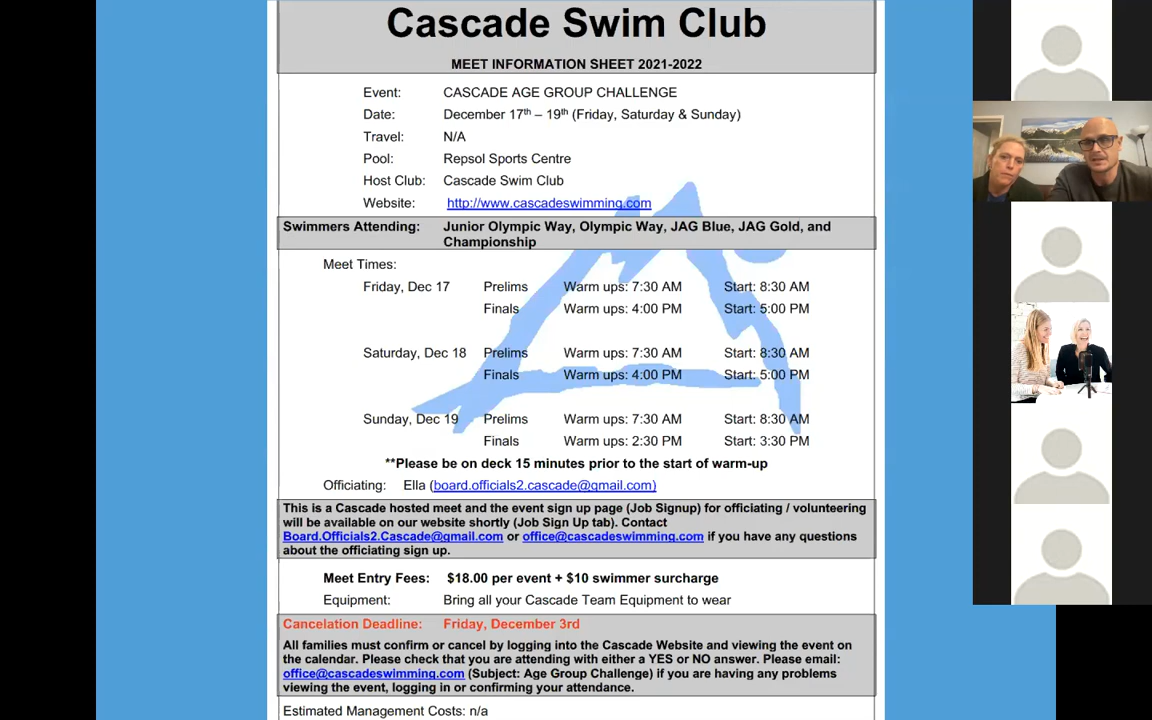 Cascade Swim Club
MEET INFORMATION SHEET 2021-2022
Event: CASCADE AGE GROUP CHALLENGE
Date: December 17th – 19th (Friday, Saturday & Sunday)
Travel: N/A
Pool: Repsol Sports Centre
Host Club: Cascade Swim Club
Website: http://www.cascadeswimming.com
Swimmers Attending: Junior Olympic Way, Olympic Way, JAG Blue, JAG Gold, and
Championship
Meet Times:
Friday, Dec 17 Prelims Warm ups: 7:30 AM Start: 8:30 AM
Finals Warm ups: 4:00 PM Start: 5:00 PM
Saturday, Dec 18 Prelims Warm ups: 7:30 AM Start: 8:30 AM
Finals Warm ups: 4:00 PM Start: 5:00 PM
Sunday, Dec 19 Prelims Warm ups: 7:30 AM Start: 8:30 AM
Finals Warm ups: 2:30 PM Start: 3:30 PM
**Please be on deck 15 minutes prior to the start of warm-up
Officiating: Ella (board.officials2.cascade@gmail.com)
This is a Cascade hosted meet and the event sign up page (Job Signup) for officiating / volunteering
will be available on our website shortly (Job Sign Up tab). Contact
Board.Officials2.Cascade@gmail.com or office@cascadeswimming.com if you have any questions
about the officiating sign up.
Meet Entry Fees: $18.00 per event + $10 swimmer surcharge
Equipment: Bring all your Cascade Team Equipment to wear
Cancelation Deadline: Friday, December 3rd
All families must confirm or cancel by logging into the Cascade Website and viewing the event on
the calendar. Please check that you are attending with either a YES or NO answer. Please email:
office@cascadeswimming.com (Subject: Age Group Challenge) if you are having any problems
viewing the event, logging in or confirming your attendance.
Estimated Management Costs: n/a